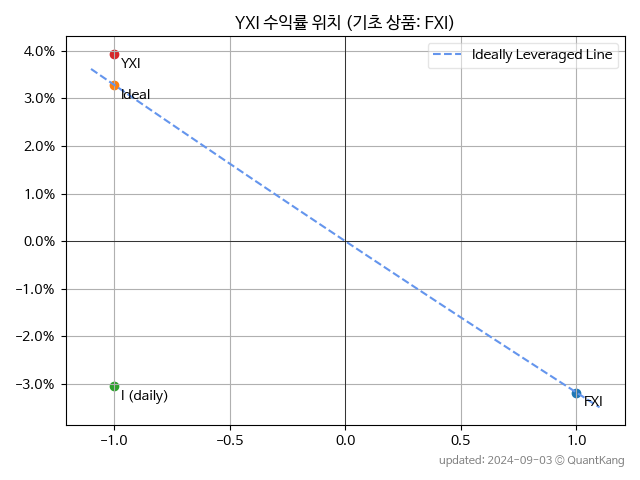 YXI 수익률 위치 (기초 상품: FXI)
Ideally Leveraged Line
4.0%
3.0%
2.0%
1.0%
0.0%
-1.0%
-2.0%
-3.0%
YXI
Ideal
I (daily)
FXI
-1.0 -0.5 0.0 0.5 1.0
updated: 2024-09-03 © QuantKang